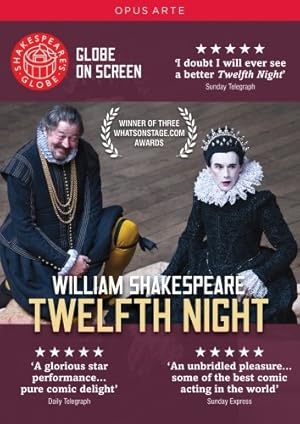 OPUS ARTE
SHAKESPEARE'S
GLOBE
GLOBE
ON SCREEN
★★★★★
'I doubt I will ever see
a better Twelfth Night'
Sunday Telegraph
WINNER OF THREE
WHATSONSTAGE.COM
AWARDS
WILLIAM SHAKESPEARE
TWELFTH NIGHT
★★★★★
'A glorious star
performance...
pure comic delight'
Daily Telegraph
★★★★★
'An unbridled pleasure...
some of the best comic
acting in the world'
Sunday Express